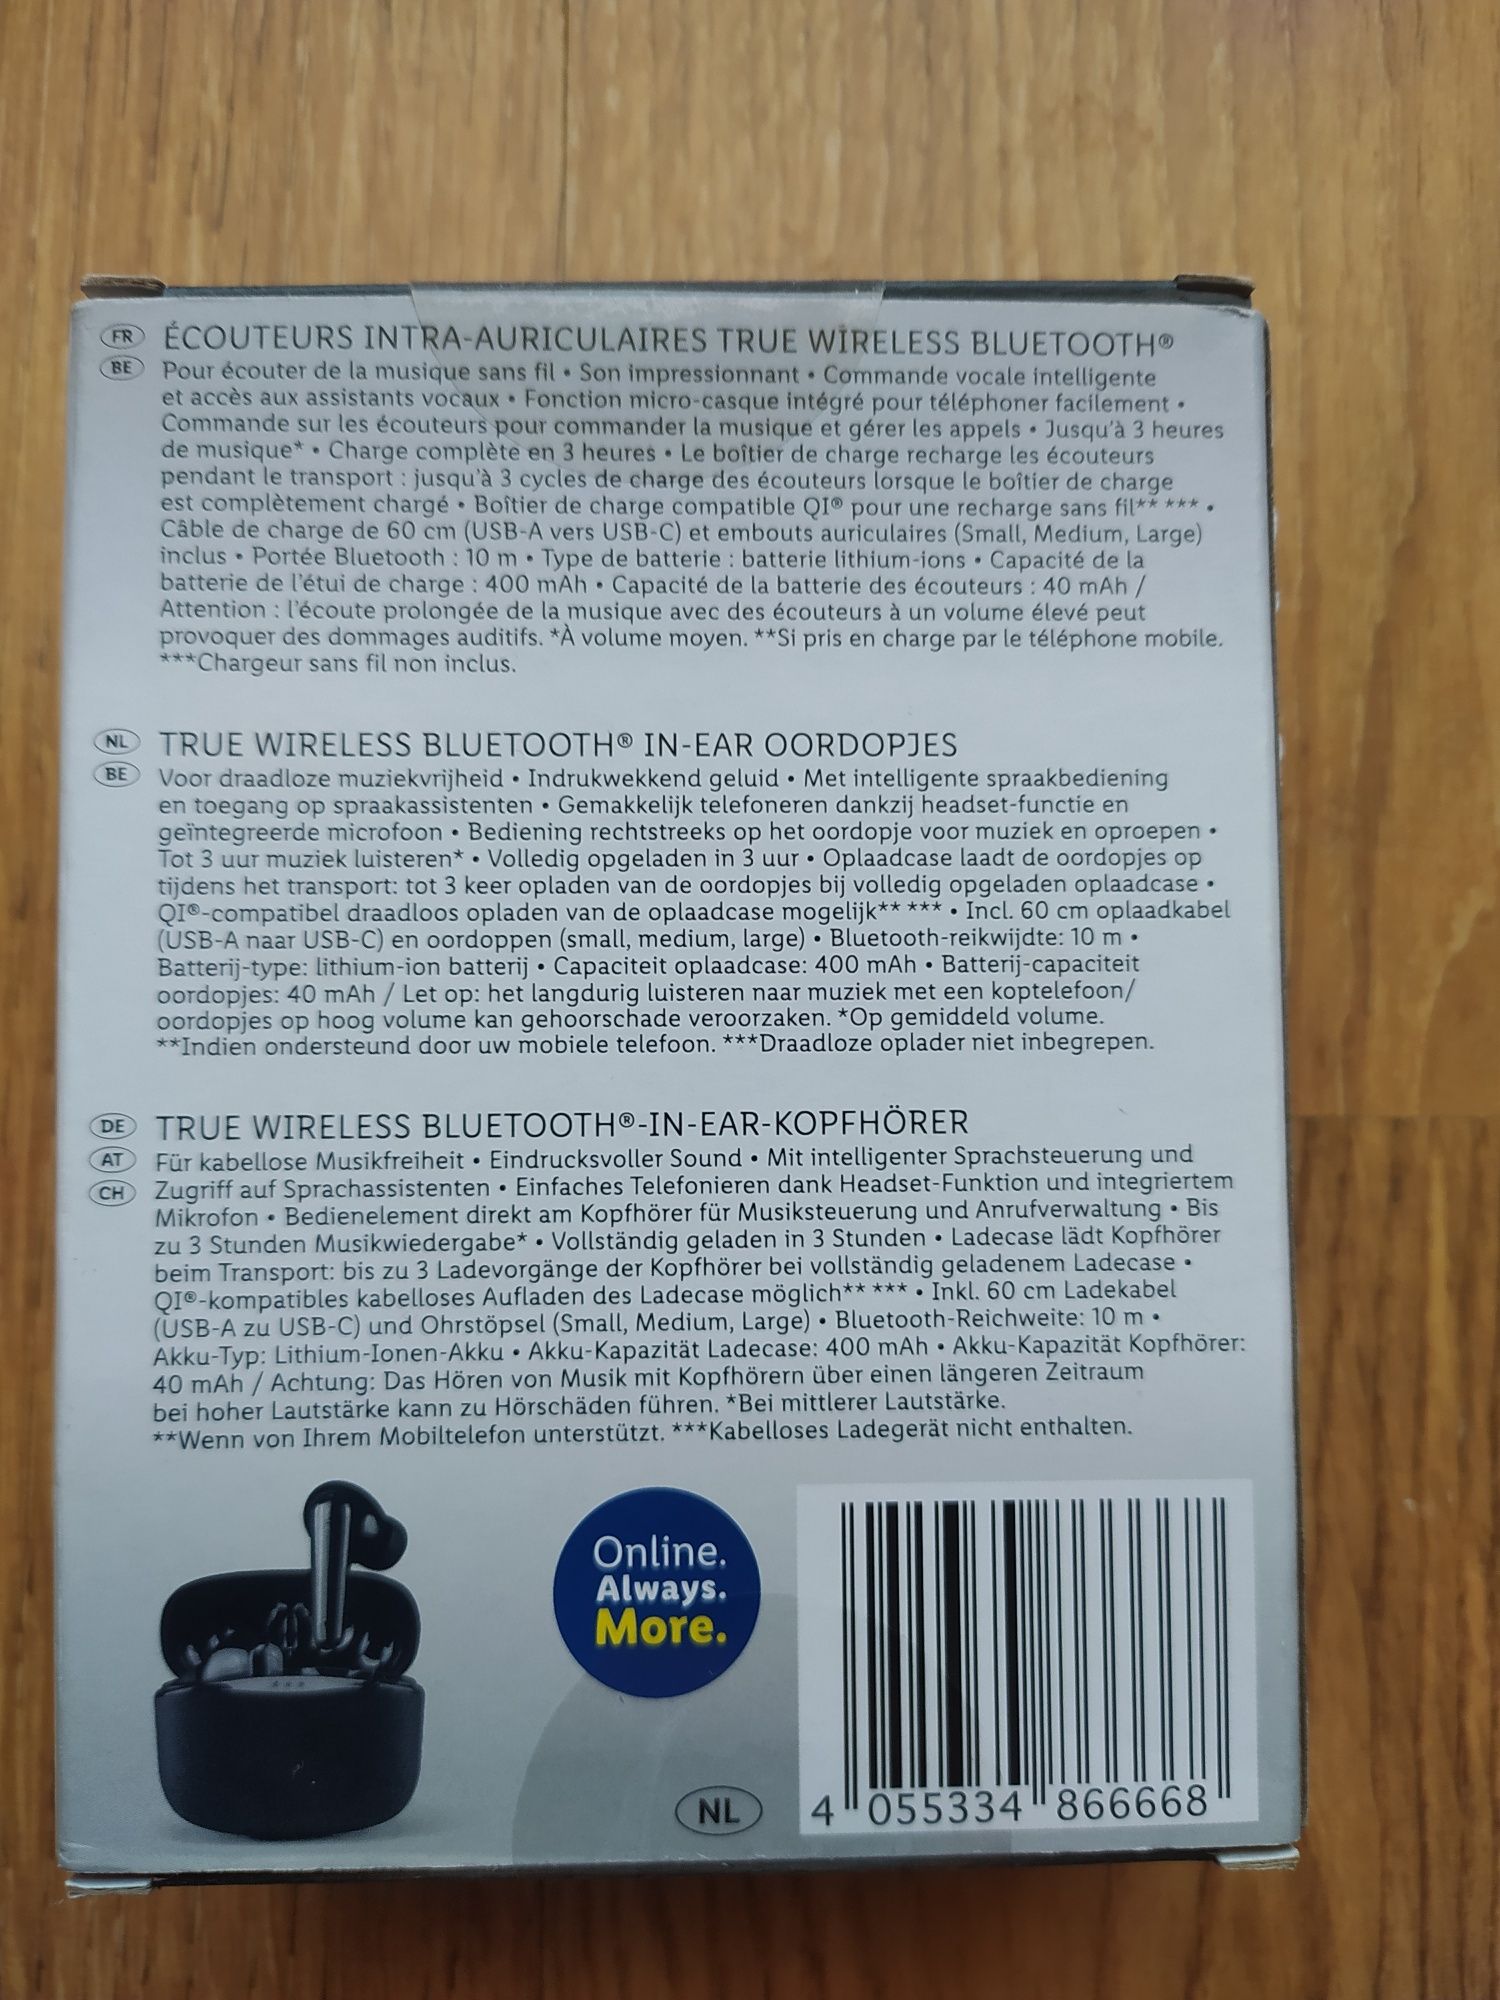 FR ÉCOUTEURS INTRA-AURICULAIRES TRUE WIRELESS BLUETOOTH®
BE Pour écouter de la musique sans fil • Son impressionnant • Commande vocale intelligente
et accès aux assistants vocaux • Fonction micro-casque intégré pour téléphoner facilement •
Commande sur les écouteurs pour commander la musique et gérer les appels • Jusqu'à 3 heures
de musique* • Charge complète en 3 heures • Le boîtier de charge recharge les écouteurs
pendant le transport : jusqu'à 3 cycles de charge des écouteurs lorsque le boîtier de charge
est complètement chargé • Boîtier de charge compatible QI® pour une recharge sans fil** *** •
Câble de charge de 60 cm (USB-A vers USB-C) et embouts auriculaires (Small, Medium, Large)
inclus • Portée Bluetooth : 10 m • Type de batterie : batterie lithium-ions • Capacité de la
batterie de l'étui de charge : 400 mAh • Capacité de la batterie des écouteurs : 40 mAh /
Attention : l'écoute prolongée de la musique avec des écouteurs à un volume élevé peut
provoquer des dommages auditifs. *À volume moyen. **Si pris en charge par le téléphone mobile.
***Chargeur sans fil non inclus.
NL TRUE WIRELESS BLUETOOTH® IN-EAR OORDOPJES
BE Voor draadloze muziekvrijheid • Indrukwekkend geluid • Met intelligente spraakbediening
en toegang op spraakassistenten • Gemakkelijk telefoneren dankzij headset-functie en
geïntegreerde microfoon • Bediening rechtstreeks op het oordopje voor muziek en oproepen •
Tot 3 uur muziek luisteren* • Volledig opgeladen in 3 uur • Oplaadcase laadt de oordopjes op
tijdens het transport: tot 3 keer opladen van de oordopjes bij volledig opgeladen oplaadcase •
QI®-compatibel draadloos opladen van de oplaadcase mogelijk** *** • Incl. 60 cm oplaadkabel
(USB-A naar USB-C) en oordoppen (small, medium, large) • Bluetooth-reikwijdte: 10 m •
Batterij-type: lithium-ion batterij • Capaciteit oplaadcase: 400 mAh • Batterij-capaciteit
oordopjes: 40 mAh / Let op: het langdurig luisteren naar muziek met een koptelefoon/
oordopjes op hoog volume kan gehoorschade veroorzaken. *Op gemiddeld volume.
**Indien ondersteund door uw mobiele telefoon. ***Draadloze oplader niet inbegrepen.
DE TRUE WIRELESS BLUETOOTH®-IN-EAR-KOPFHÖRER
AT Für kabellose Musikfreiheit • Eindrucksvoller Sound • Mit intelligenter Sprachsteuerung und
CH Zugriff auf Sprachassistenten • Einfaches Telefonieren dank Headset-Funktion und integriertem
Mikrofon • Bedienelement direkt am Kopfhörer für Musiksteuerung und Anrufverwaltung • Bis
zu 3 Stunden Musikwiedergabe* • Vollständig geladen in 3 Stunden • Ladecase lädt Kopfhörer
beim Transport: bis zu 3 Ladevorgänge der Kopfhörer bei vollständig geladenem Ladecase •
QI®-kompatibles kabelloses Aufladen des Ladecase möglich** *** • Inkl. 60 cm Ladekabel
(USB-A zu USB-C) und Ohrstöpsel (Small, Medium, Large) • Bluetooth-Reichweite: 10 m •
Akku-Typ: Lithium-Ionen-Akku • Akku-Kapazität Ladecase: 400 mAh • Akku-Kapazität Kopfhörer:
40 mAh / Achtung: Das Hören von Musik mit Kopfhörern über einen längeren Zeitraum
bei hoher Lautstärke kann zu Hörschäden führen. *Bei mittlerer Lautstärke.
**Wenn von Ihrem Mobiltelefon unterstützt. ***Kabelloses Ladegerät nicht enthalten.
Online.
Always.
More.
NL
4 055334 866668